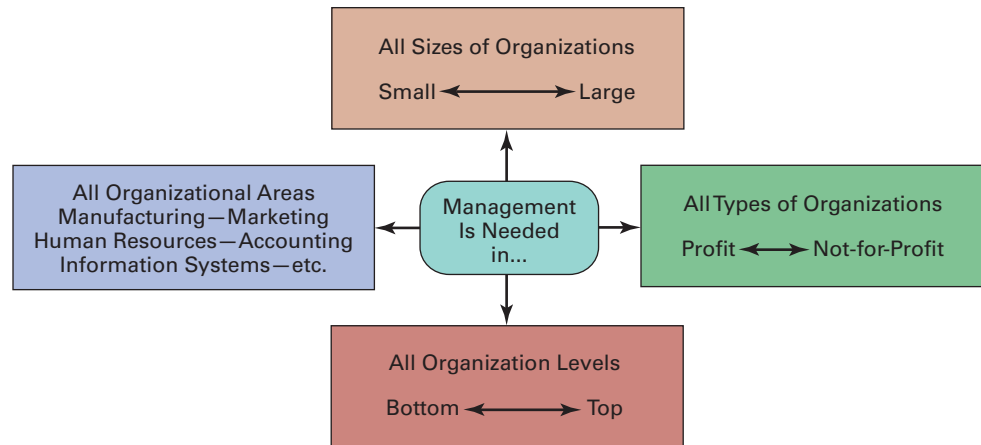 All Sizes of Organizations
Small Large
All Organizational Areas
Manufacturing—Marketing
Human Resources—Accounting
Information Systems—etc.
Management
Is Needed
in...
All Types of Organizations
Profit Not-for-Profit
All Organization Levels
Bottom Top